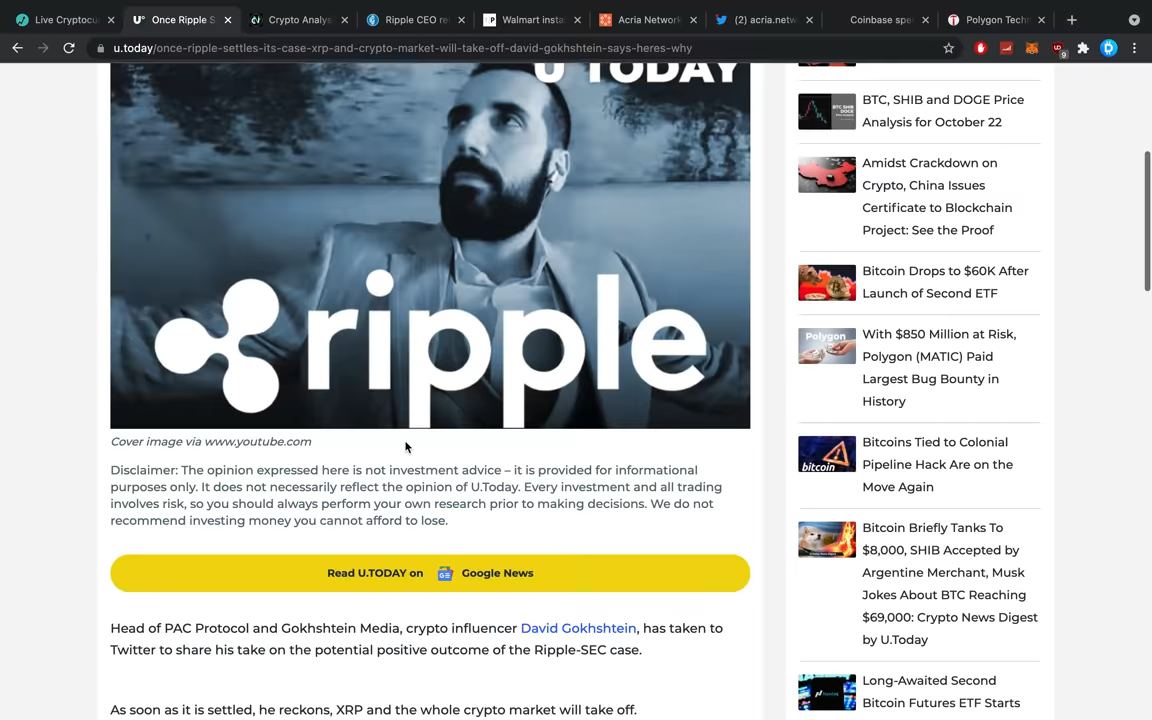 Live Cryptocu
Once Ripple S
Crypto Analys
Ripple CEO re
Walmart insta
Acria Network
(2) acria.netw
Coinbase spe
Polygon Tech
u.today/once-ripple-settles-its-case-xrp-and-crypto-market-will-take-off-david-gokhshtein-says-heres-why
9
U TODAY
ripple
Cover image via www.youtube.com
Disclaimer: The opinion expressed here is not investment advice – it is provided for informational
purposes only. It does not necessarily reflect the opinion of U.Today. Every investment and all trading
involves risk, so you should always perform your own research prior to making decisions. We do not
recommend investing money you cannot afford to lose.
Read U.TODAY on Google News
Head of PAC Protocol and Gokhshtein Media, crypto influencer David Gokhshtein, has taken to
Twitter to share his take on the potential positive outcome of the Ripple-SEC case.
As soon as it is settled, he reckons, XRP and the whole crypto market will take off.
BTC, SHIB and DOGE Price
Analysis for October 22
Amidst Crackdown on
Crypto, China Issues
Certificate to Blockchain
Project: See the Proof
Bitcoin Drops to $60K After
Launch of Second ETF
Polygon
With $850 Million at Risk,
Polygon (MATIC) Paid
Largest Bug Bounty in
History
bitcoin
Bitcoins Tied to Colonial
Pipeline Hack Are on the
Move Again
Bitcoin Briefly Tanks To
$8,000, SHIB Accepted by
Argentine Merchant, Musk
Jokes About BTC Reaching
$69,000: Crypto News Digest
by U.Today
Long-Awaited Second
Bitcoin Futures ETF Starts